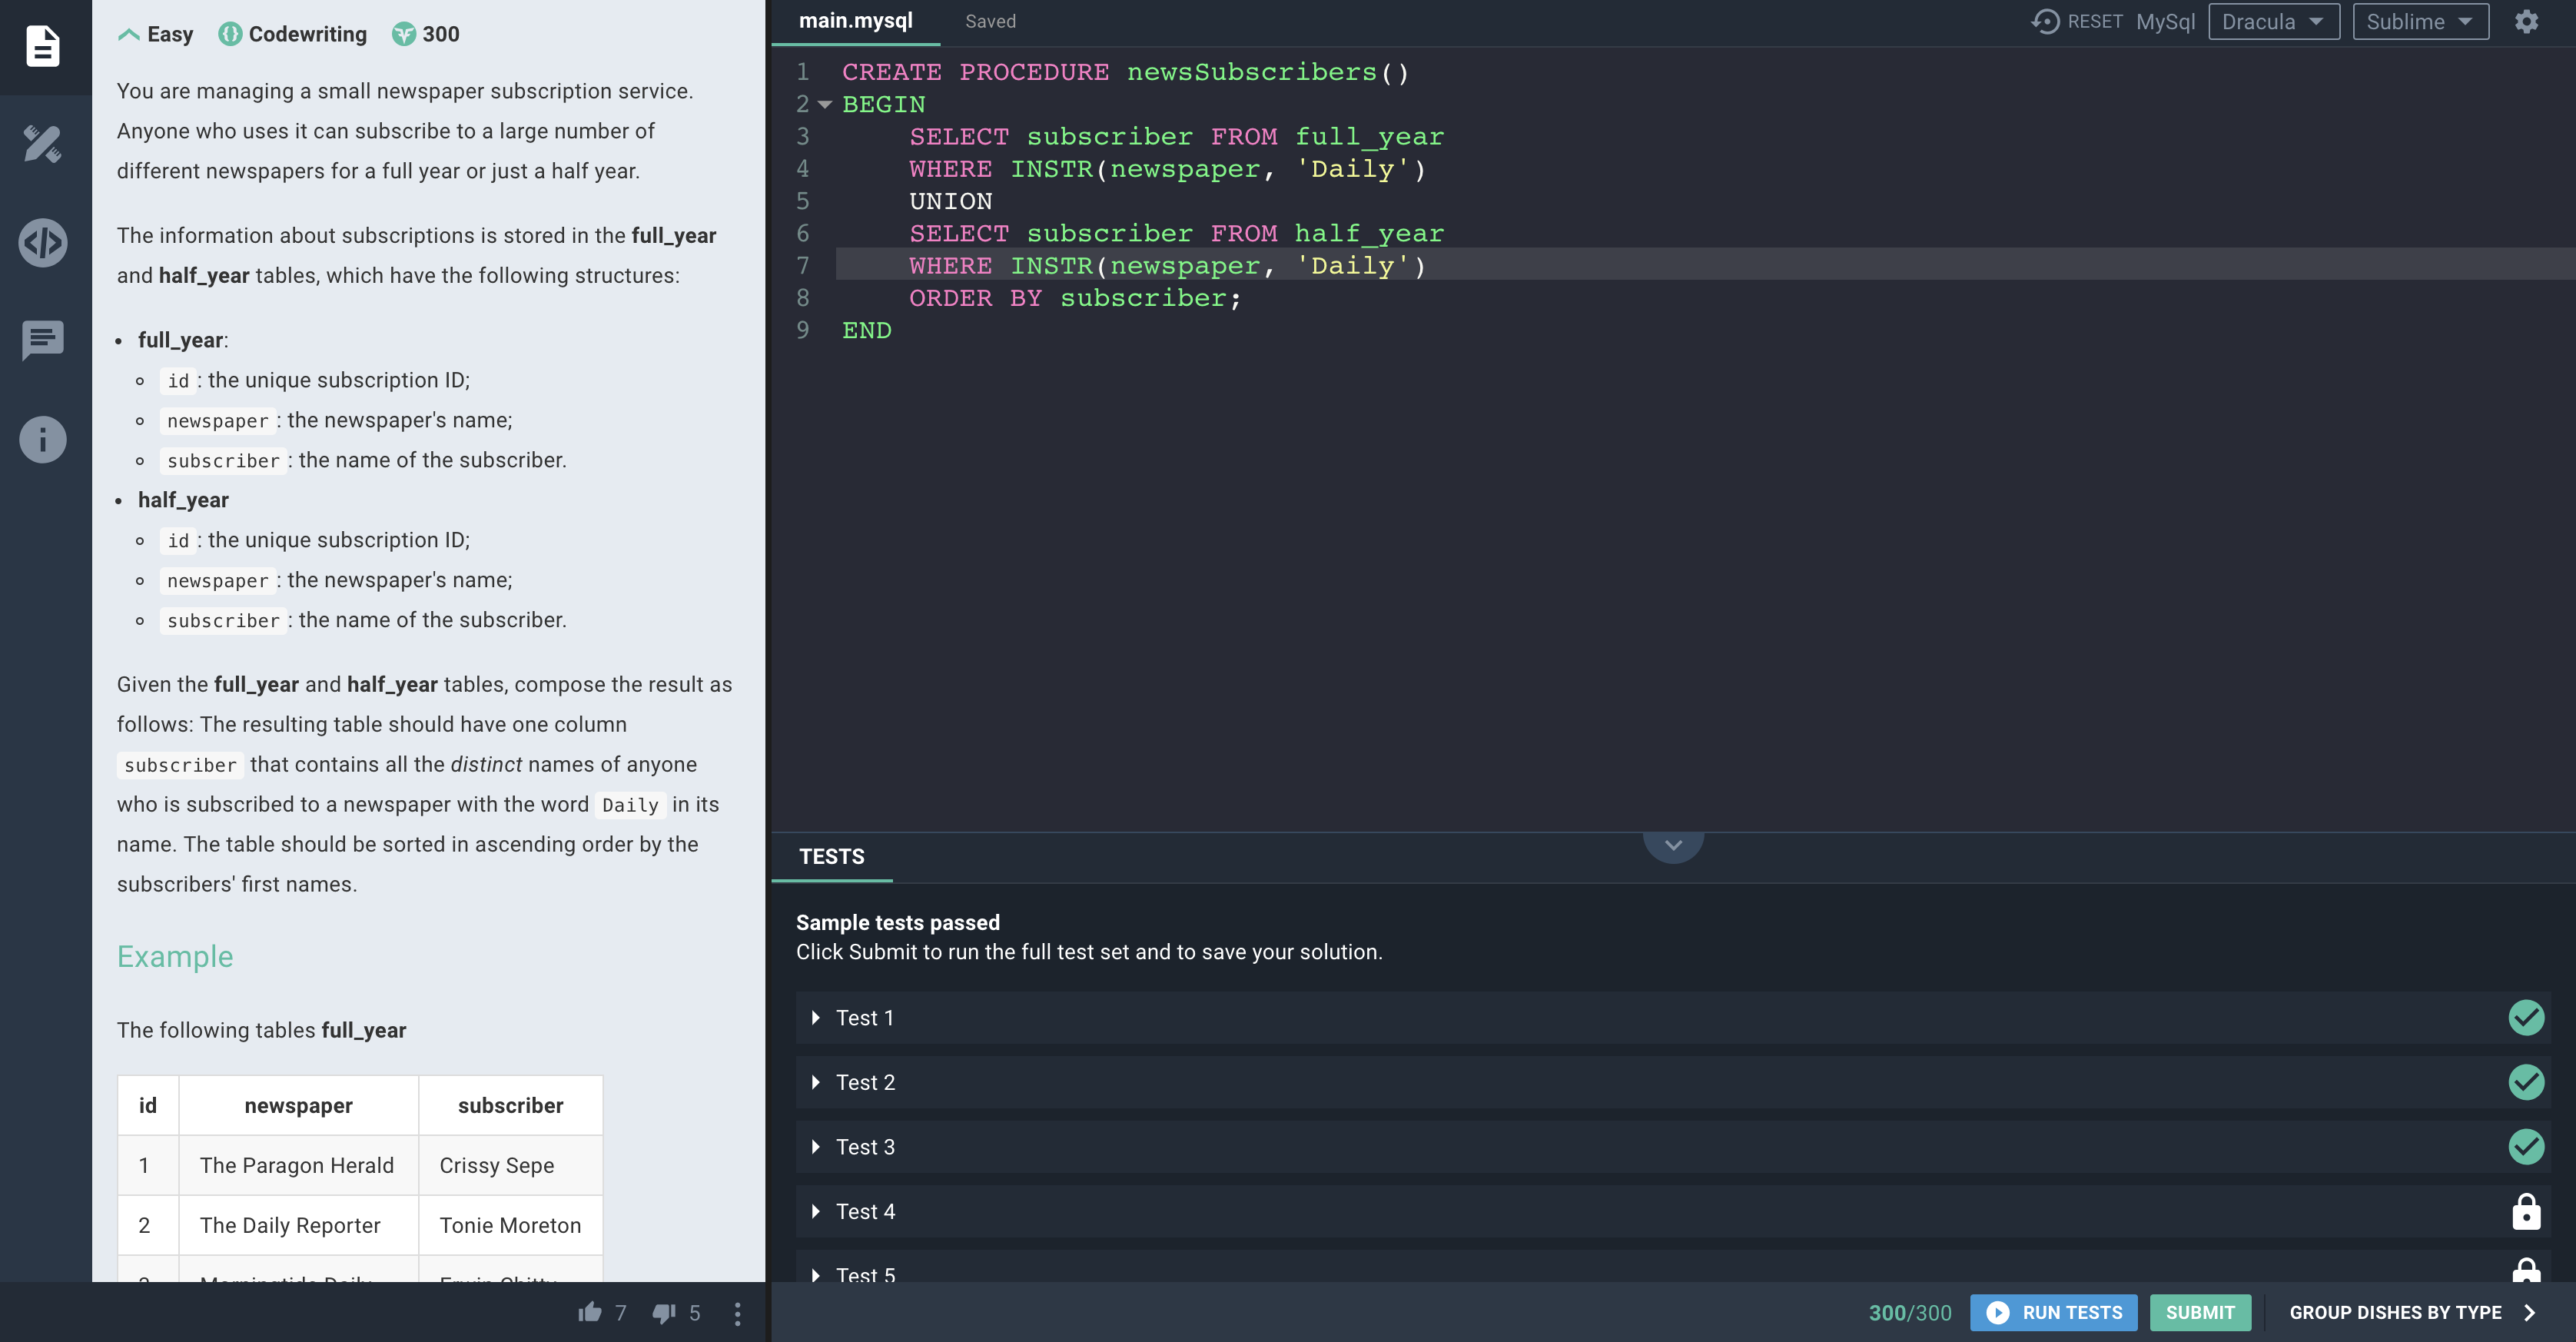 Easy Codewriting 300
You are managing a small newspaper subscription service.
Anyone who uses it can subscribe to a large number of
different newspapers for a full year or just a half year.
The information about subscriptions is stored in the full_year
and half_year tables, which have the following structures:
• full_year:
id : the unique subscription ID;
newspaper : the newspaper's name;
subscriber : the name of the subscriber.
• half_year
id : the unique subscription ID;
newspaper : the newspaper's name;
subscriber : the name of the subscriber.
Given the full_year and half_year tables, compose the result as
follows: The resulting table should have one column
subscriber that contains all the distinct names of anyone
who is subscribed to a newspaper with the word Daily in its
name. The table should be sorted in ascending order by the
subscribers' first names.
Example
The following tables full_year
id newspaper subscriber
1 The Paragon Herald Crissy Sepe
2 The Daily Reporter Tonie Moreton
7 5
main.mysql Saved RESET MySql Dracula Sublime
1 CREATE PROCEDURE newsSubscribers()
2 BEGIN
3 SELECT subscriber FROM full_year
4 WHERE INSTR(newspaper, 'Daily')
5 UNION
6 SELECT subscriber FROM half_year
7 WHERE INSTR(newspaper, 'Daily')
8 ORDER BY subscriber;
9 END
TESTS
Sample tests passed
Click Submit to run the full test set and to save your solution.
Test 1
Test 2
Test 3
Test 4
Test 5
300/300 RUN TESTS SUBMIT GROUP DISHES BY TYPE